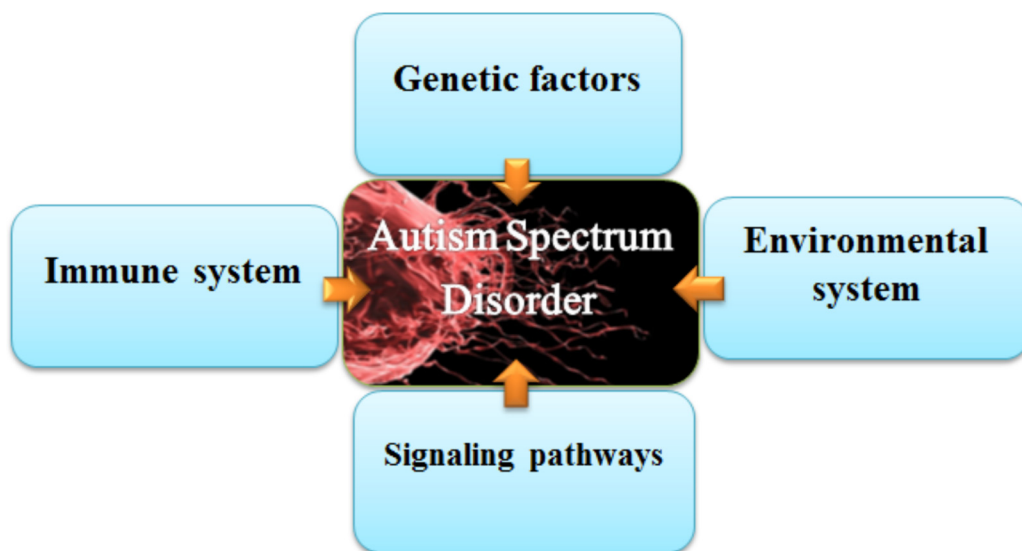 Genetic factors
Immune system
Autism Spectrum
Disorder
Environmental
system
Signaling pathways